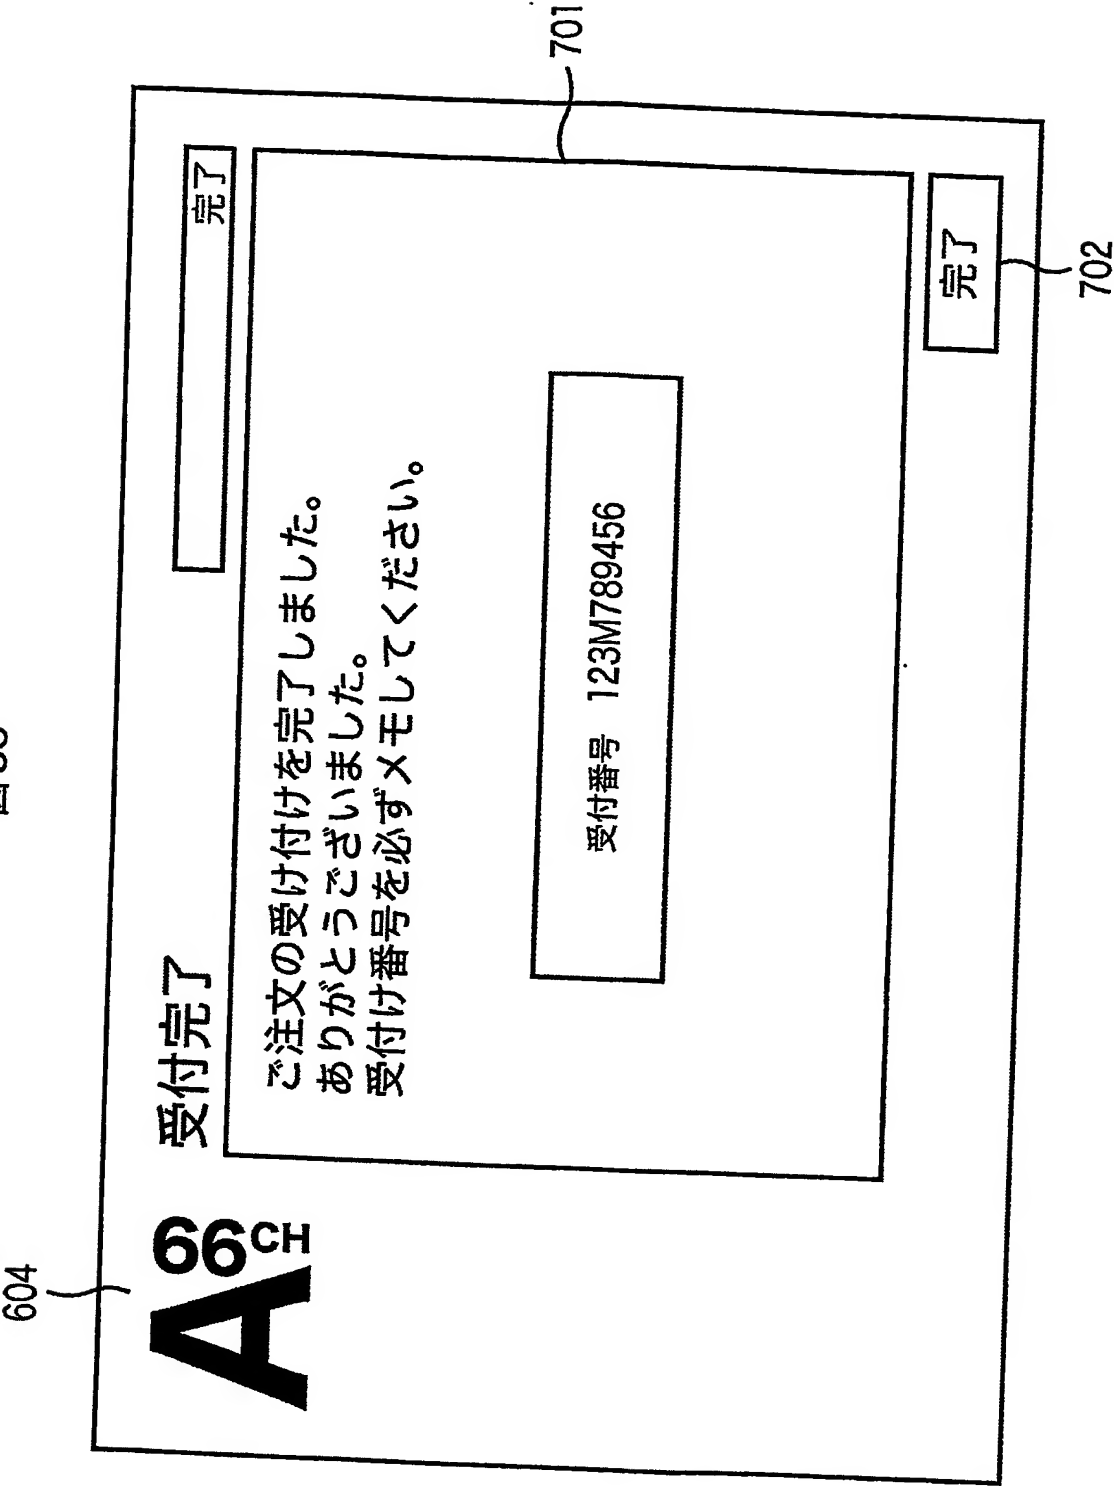 604
A 66CH
受付完了
完了
ご注文の受け付けを完了しました。
ありがとうございました。
受付け番号を必ずメモしてください。
受付番号 123M789456
701
完了
702